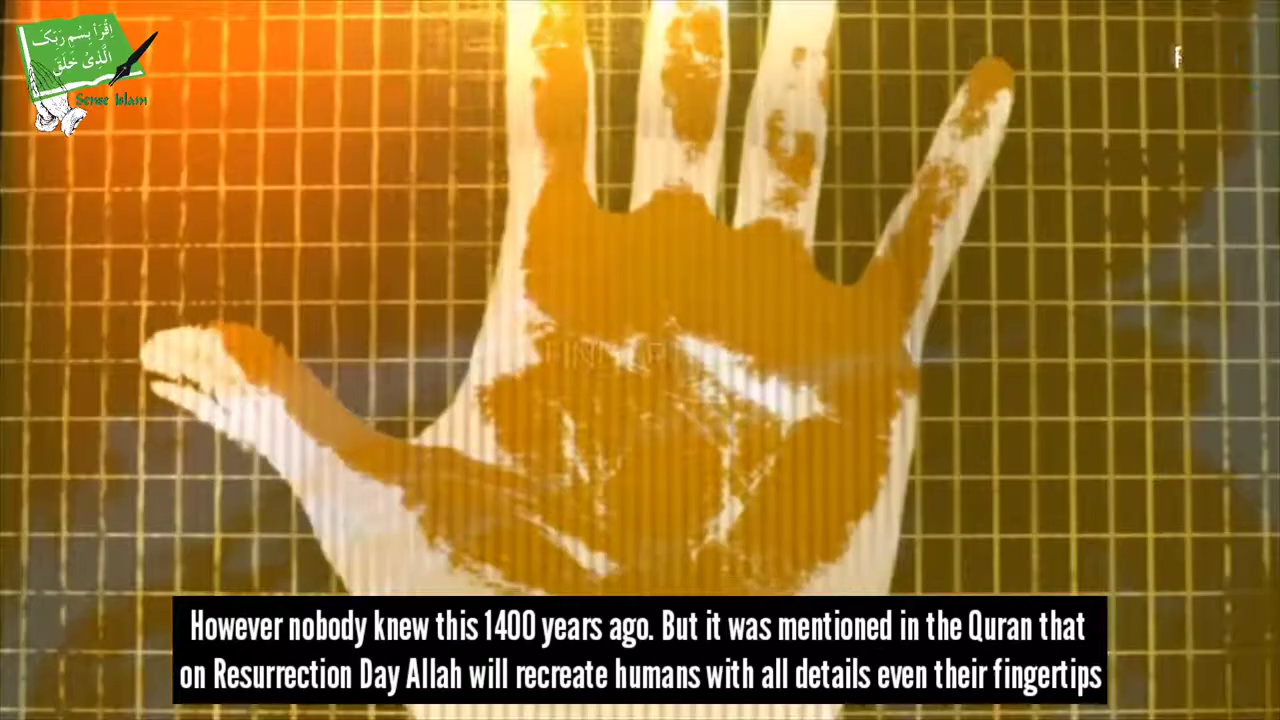 اقْرَأْ بِسْمِ رَبِّكَ
الَّذِیْ خَلَقَ
Sense Islam
However nobody knew this 1400 years ago. But it was mentioned in the Quran that
on Resurrection Day Allah will recreate humans with all details even their fingertips